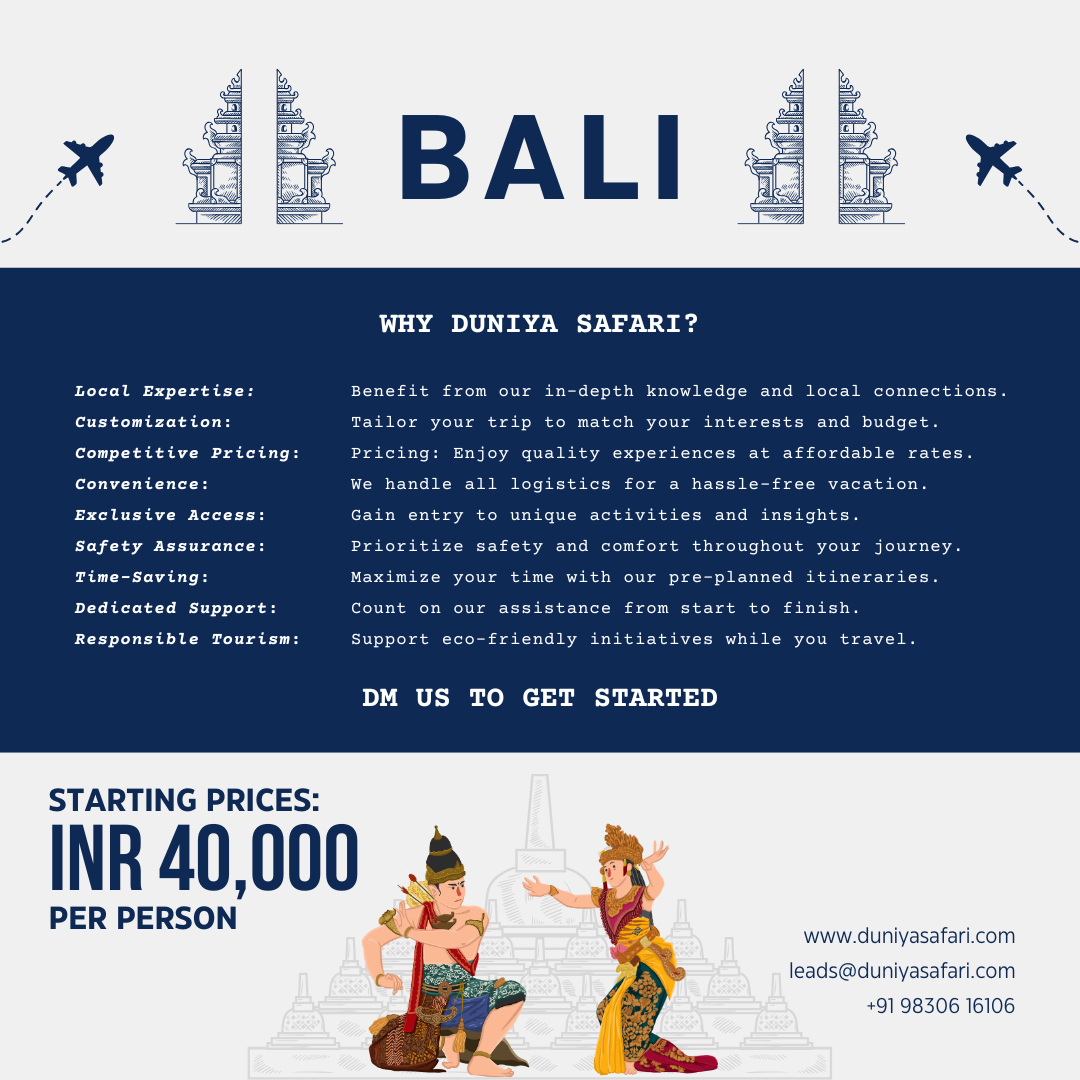 BALI
WHY DUNIYA SAFARI?
Local Expertise: Benefit from our in-depth knowledge and local connections.
Customization: Tailor your trip to match your interests and budget.
Competitive Pricing: Pricing: Enjoy quality experiences at affordable rates.
Convenience: We handle all logistics for a hassle-free vacation.
Exclusive Access: Gain entry to unique activities and insights.
Safety Assurance: Prioritize safety and comfort throughout your journey.
Time-Saving: Maximize your time with our pre-planned itineraries.
Dedicated Support: Count on our assistance from start to finish.
Responsible Tourism: Support eco-friendly initiatives while you travel.
DM US TO GET STARTED
STARTING PRICES:
INR 40,000
PER PERSON
www.duniyasafari.com
leads@duniyasafari.com
+91 98306 16106